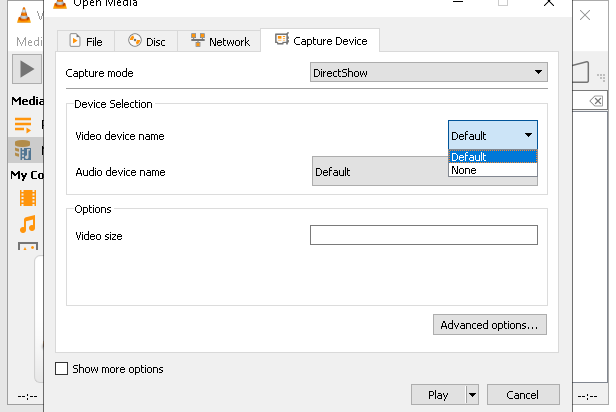 Open Media
V
Medi
File
Disc
Network
Capture Device
Capture mode
DirectShow
Media
Device Selection
Video device name
Default
Default
None
Audio device name
Default
My Co
Options
Video size
Advanced options...
Show more options
--:--
Play
Cancel
--:--